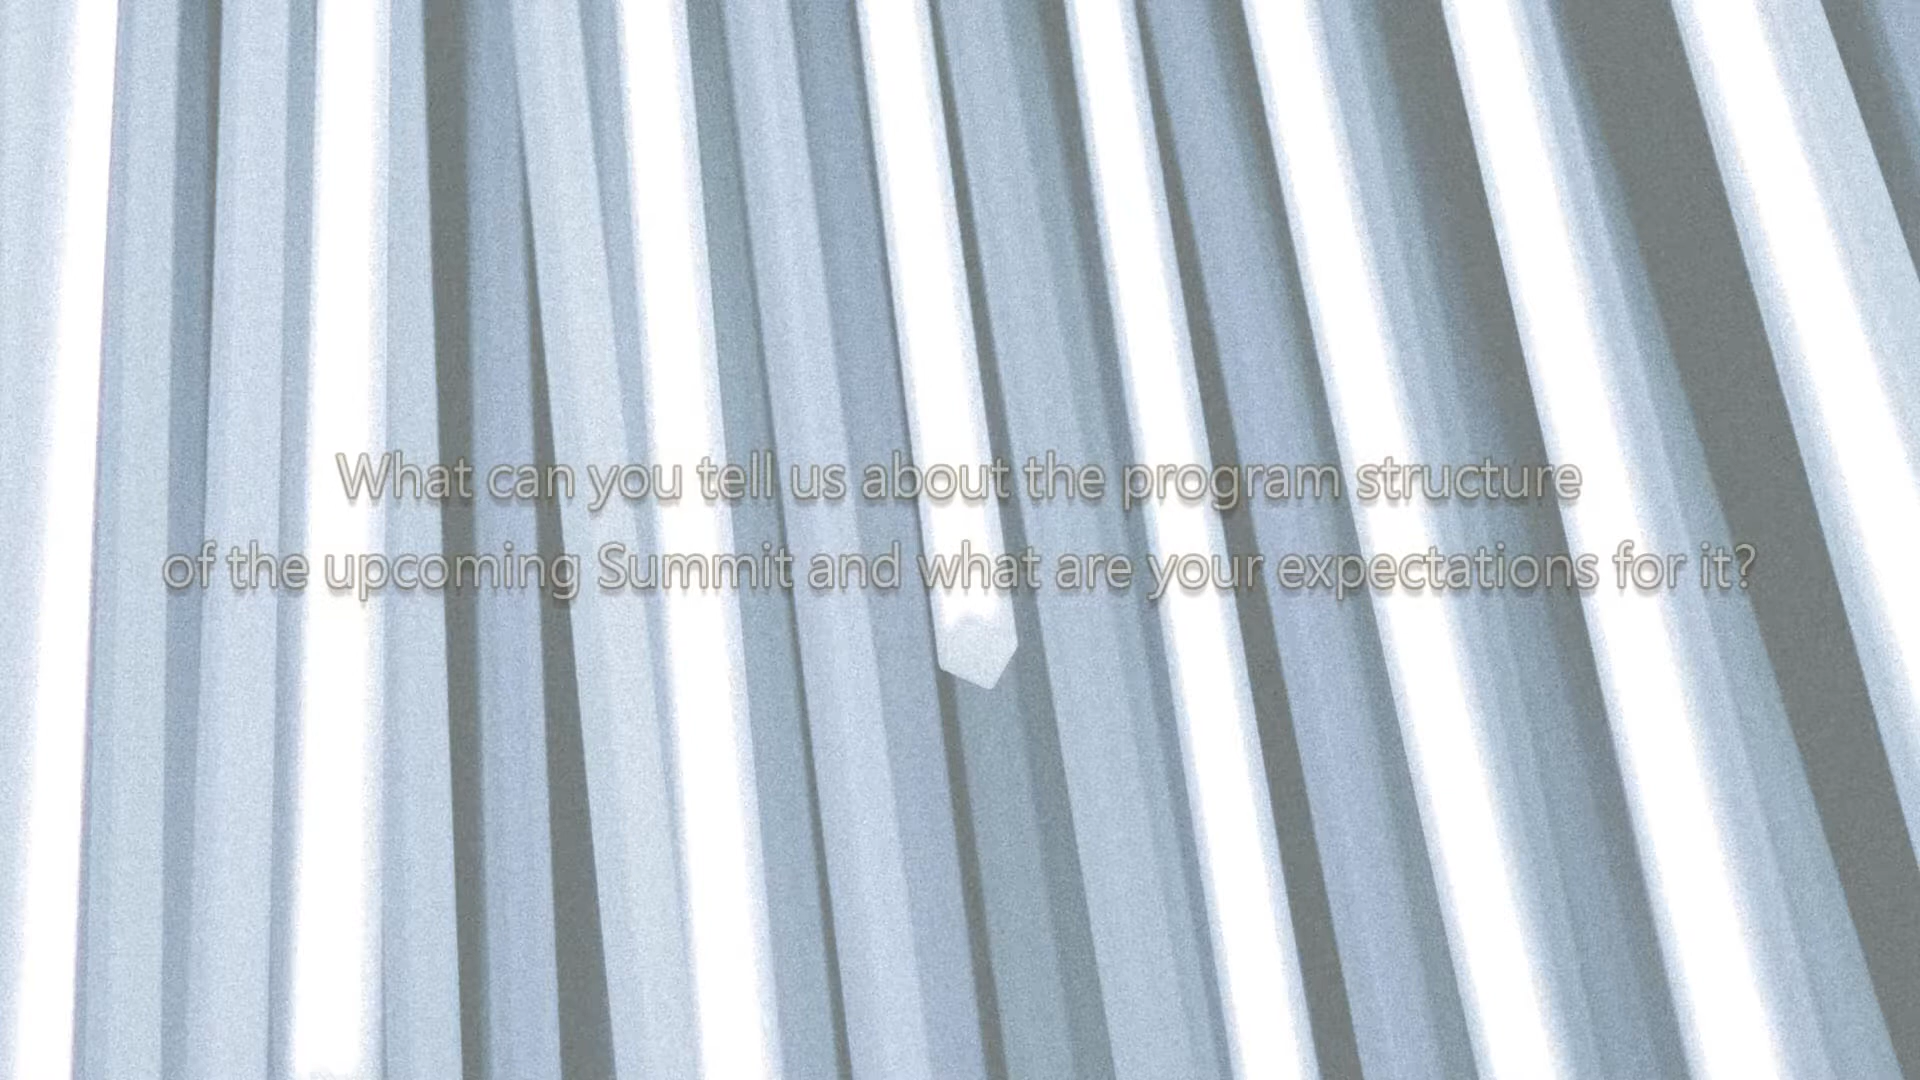 What can you tell us about the program structure
of the upcoming Summit and what are your expectations for it?